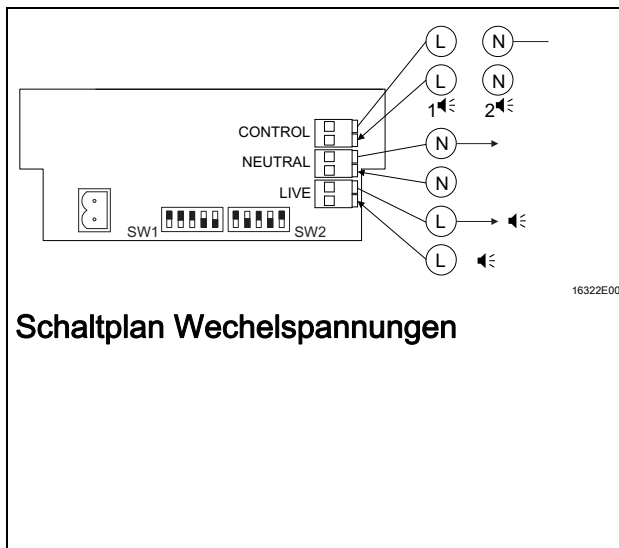 L N
L N
1 2
CONTROL
NEUTRAL
N
LIVE
N
L
SW1 SW2
L
16322E00
Schaltplan Wechelspannungen